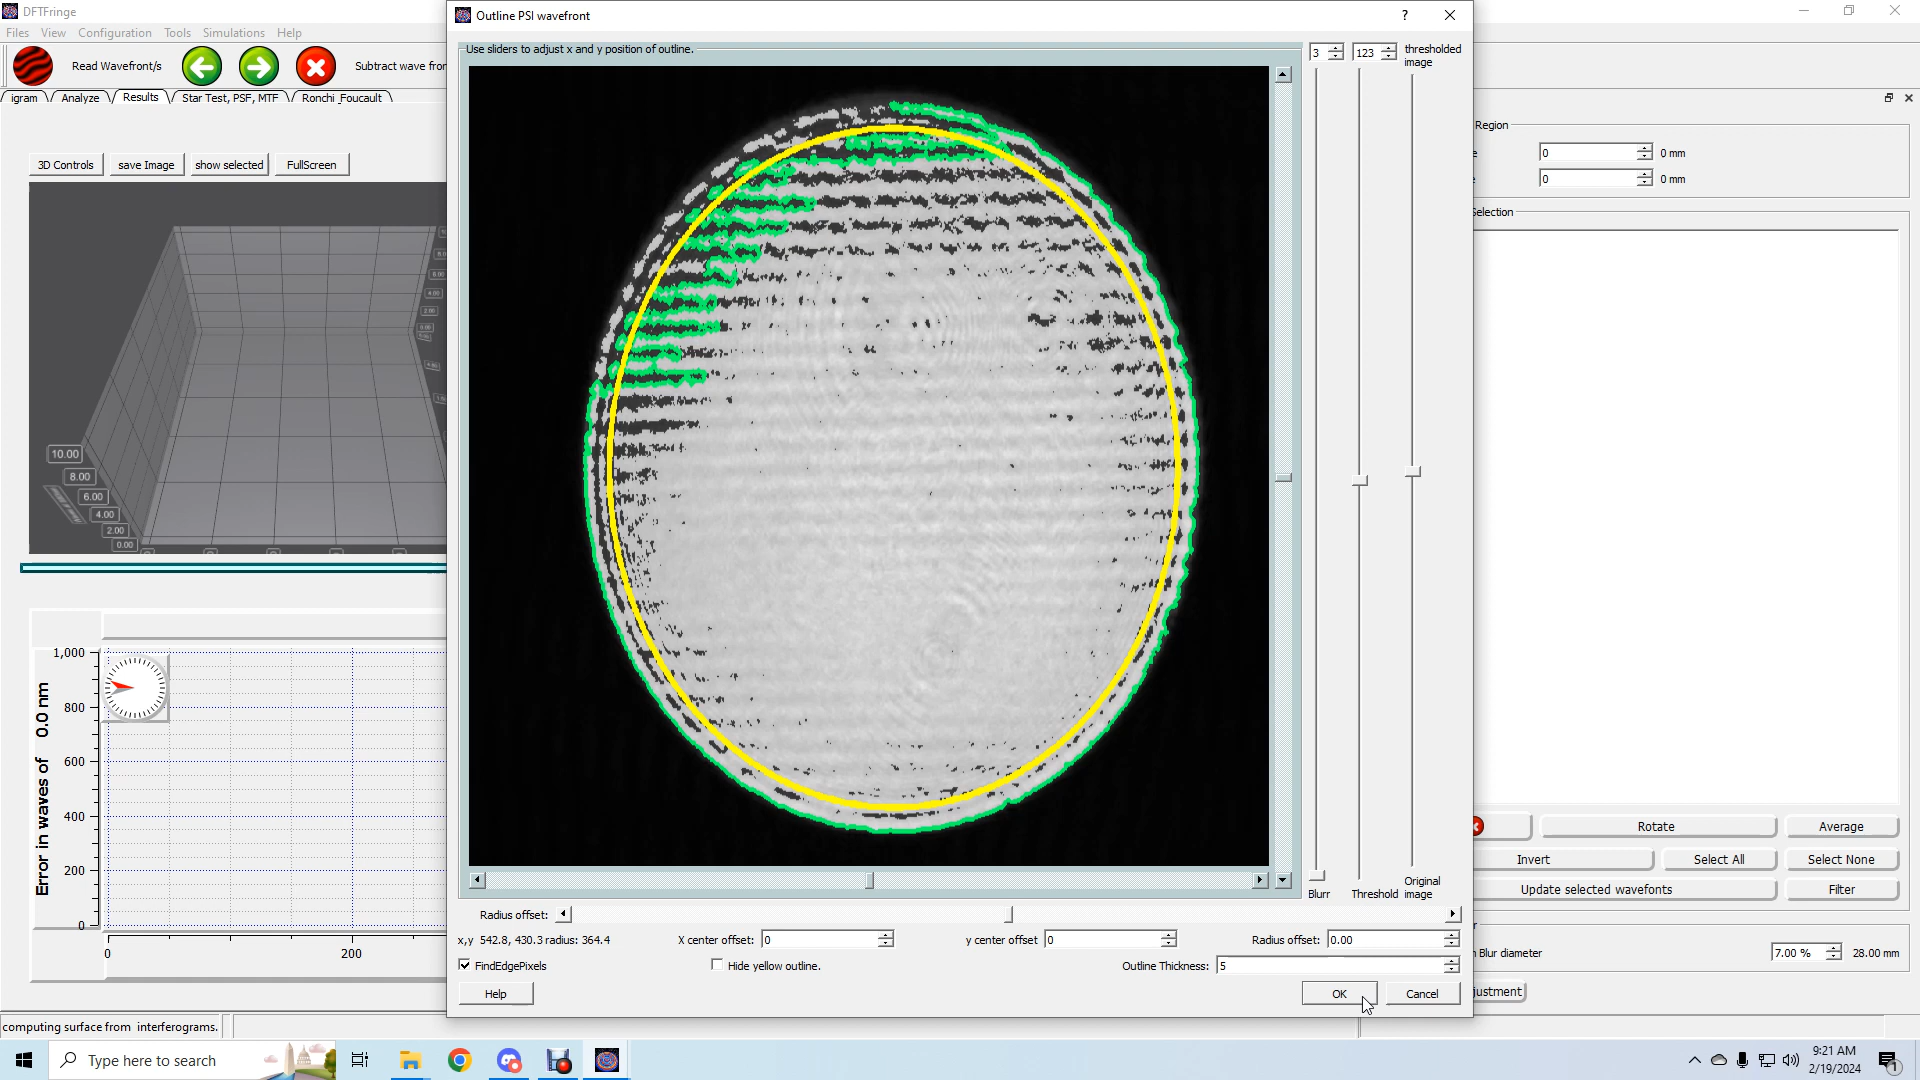 DFTFringe
Files View Configuration Tools Simulations Help
Read Wavefront/s
Subtract wave fron
igram Analyze Results Star Test, PSF, MTF Ronchi_Foucault
3D Controls save Image show selected FullScreen
10.00
8.00
6.00
4.00
2.00
0.00
1,000
800
600
400
200
0
Error in waves of 0.0 nm
0 200
computing surface from interferograms.
Outline PSI wavefront
?
Use sliders to adjust x and y position of outline.
3 123 thresholded
image
Blurr Threshold Original
image
Radius offset:
x,y 542.8, 430.3 radius: 364.4 X center offset: 0 y center offset 0 Radius offset: 0.00
FindEdgePixels Hide yellow outline. Outline Thickness: 5
Help OK Cancel
Region
e 0 0 mm
e 0 0 mm
Selection
Rotate Average
Invert Select All Select None
Update selected wavefonts Filter
r
n Blur diameter 7.00 % 28.00 mm
justment
Type here to search
9:21 AM
2/19/2024
1